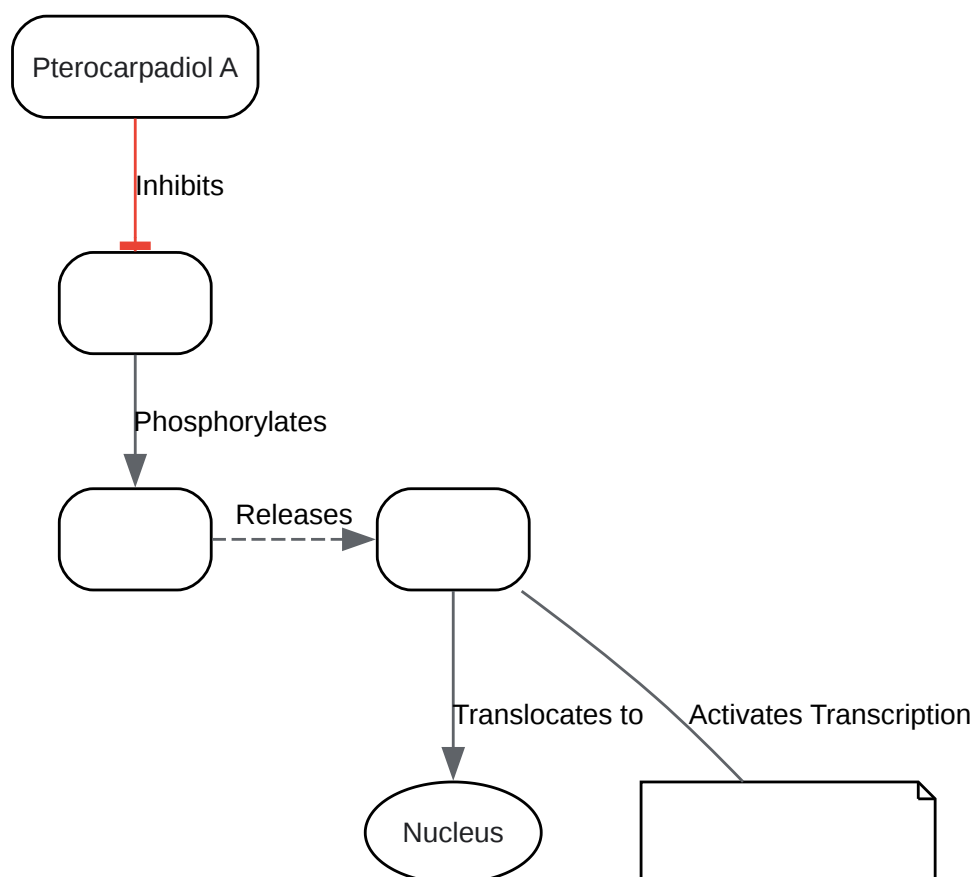 Pterocarpadiol A
Inhibits
Phosphorylates
Releases
Translocates to
Activates Transcription
Nucleus